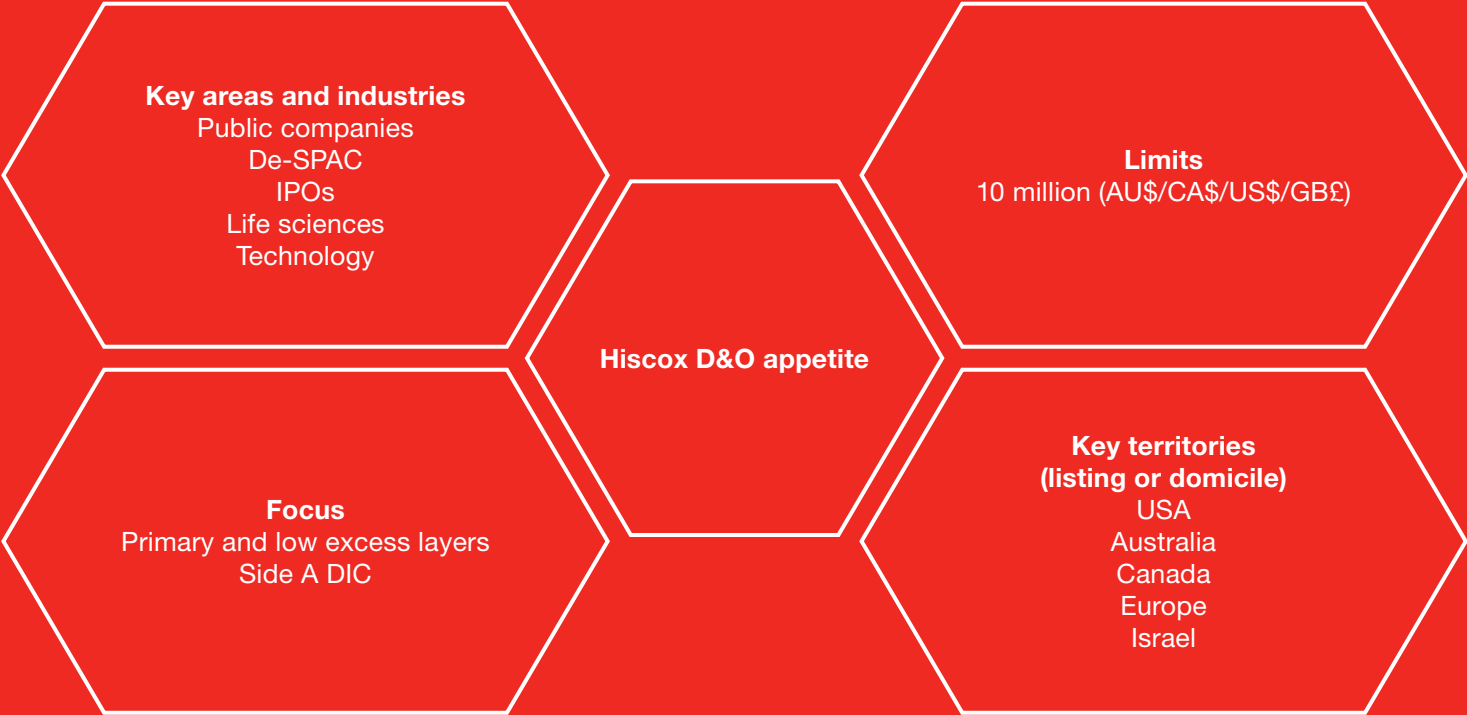 Key areas and industries
Public companies
De-SPAC
IPOs
Life sciences
Technology
Limits
10 million (AU$/CA$/US$/GB£)
Hiscox D&O appetite
Focus
Primary and low excess layers
Side A DIC
Key territories
(listing or domicile)
USA
Australia
Canada
Europe
Israel